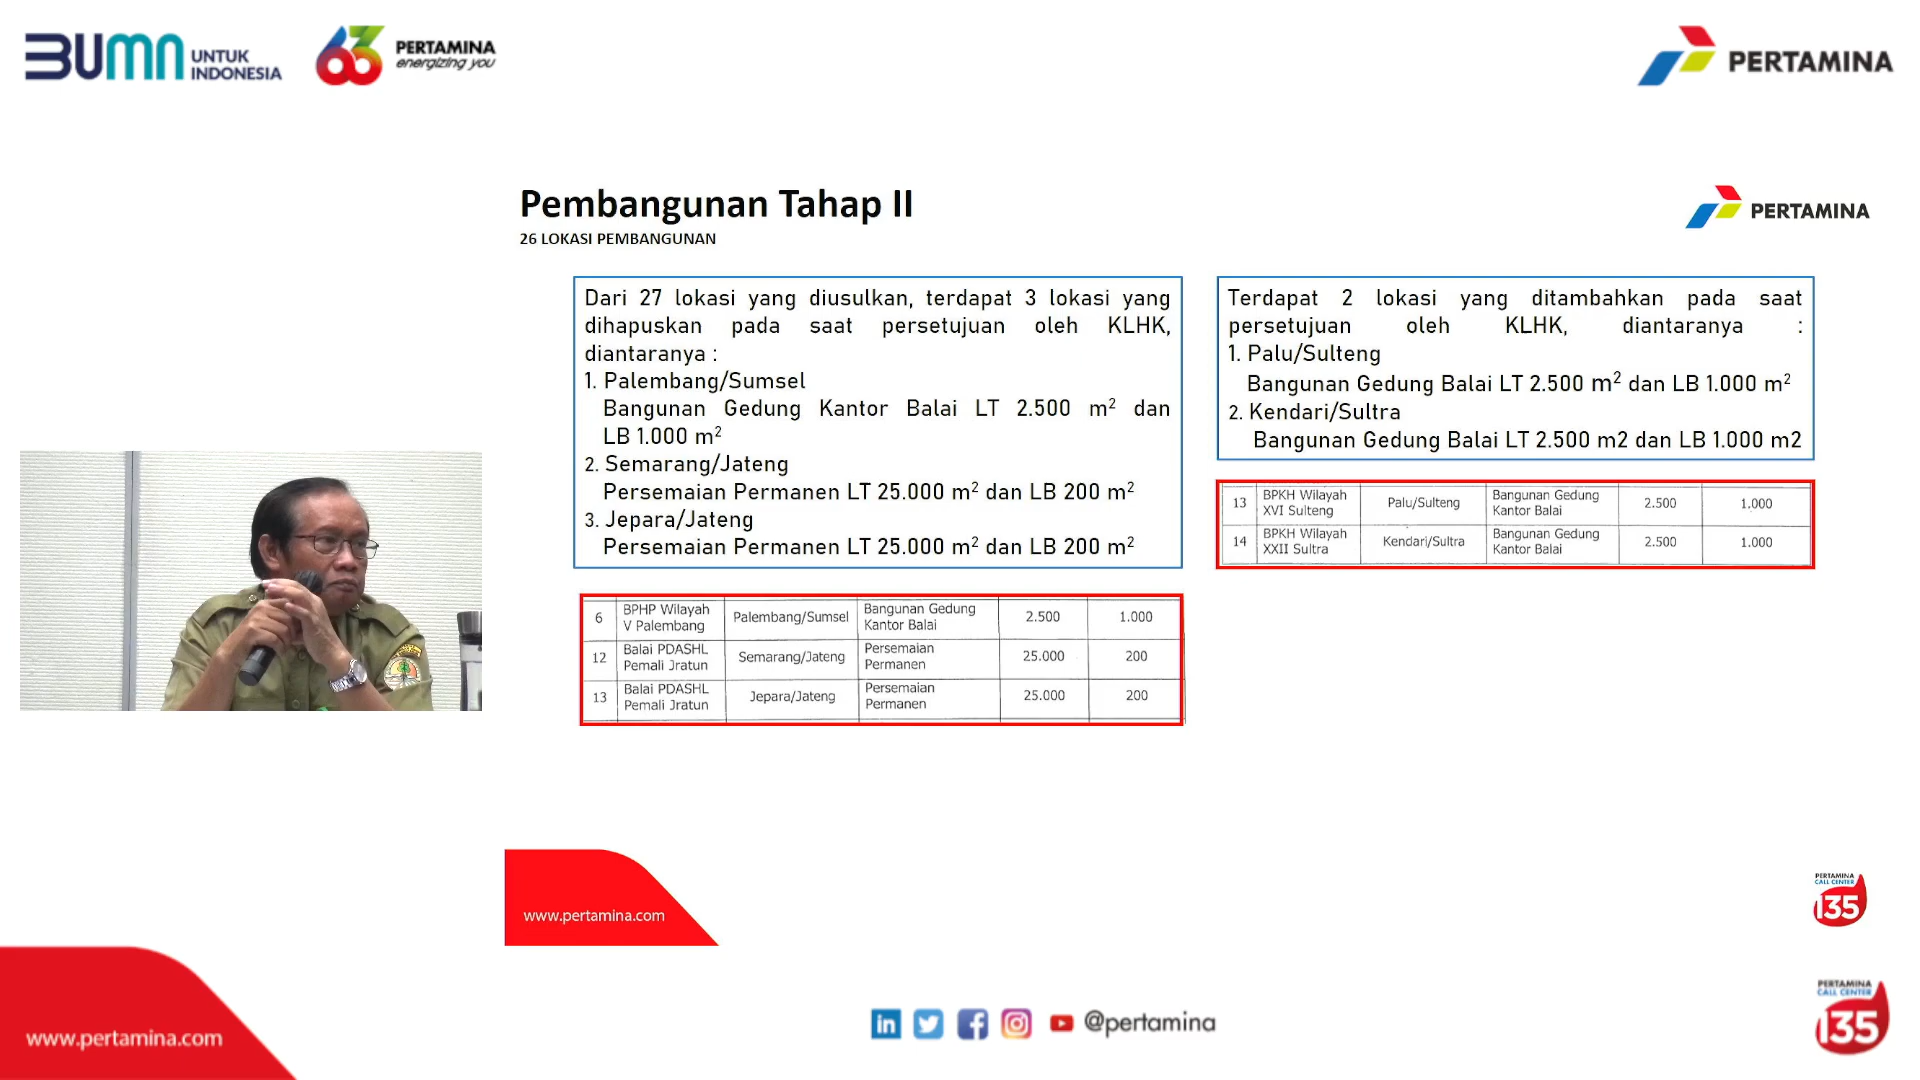 BUMN UNTUK INDONESIA
63 PERTAMINA energizing you
PERTAMINA
Pembangunan Tahap II
26 LOKASI PEMBANGUNAN
PERTAMINA
Dari 27 lokasi yang diusulkan, terdapat 3 lokasi yang
dihapuskan pada saat persetujuan oleh KLHK,
diantaranya :
1. Palembang/Sumsel
Bangunan Gedung Kantor Balai LT 2.500 m² dan
LB 1.000 m²
2. Semarang/Jateng
Persemaian Permanen LT 25.000 m² dan LB 200 m²
3. Jepara/Jateng
Persemaian Permanen LT 25.000 m² dan LB 200 m²
6 BPHP Wilayah V Palembang Palembang/Sumsel Bangunan Gedung Kantor Balai 2.500 1.000
12 Balai PDASHL Pemali Jratun Semarang/Jateng Persemaian Permanen 25.000 200
13 Balai PDASHL Pemali Jratun Jepara/Jateng Persemaian Permanen 25.000 200
Terdapat 2 lokasi yang ditambahkan pada saat
persetujuan oleh KLHK, diantaranya :
1. Palu/Sulteng
Bangunan Gedung Balai LT 2.500 m² dan LB 1.000 m²
2. Kendari/Sultra
Bangunan Gedung Balai LT 2.500 m2 dan LB 1.000 m2
13 BPKH Wilayah XVI Sulteng Palu/Sulteng Bangunan Gedung Kantor Balai 2.500 1.000
14 BPKH Wilayah XXII Sultra Kendari/Sultra Bangunan Gedung Kantor Balai 2.500 1.000
www.pertamina.com
PERTAMINA
CALL CENTER
135
www.pertamina.com
in @pertamina
PERTAMINA
CALL CENTER
135